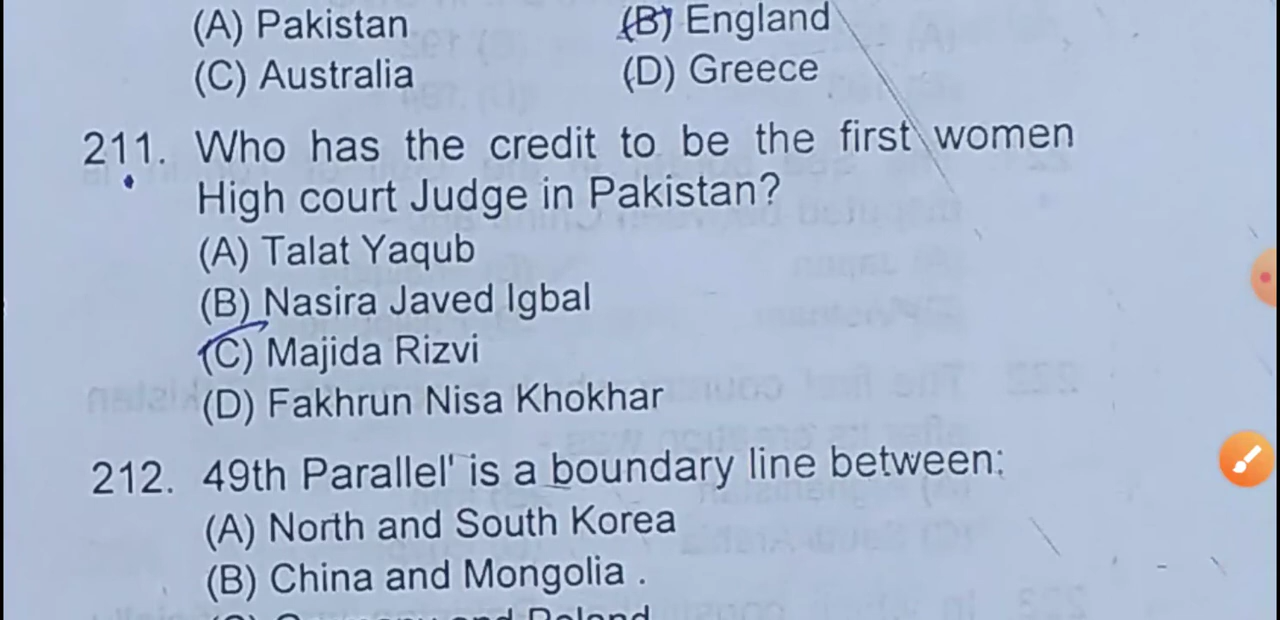 (A) Pakistan (B) England
(C) Australia (D) Greece
211. Who has the credit to be the first women
High court Judge in Pakistan?
(A) Talat Yaqub
(B) Nasira Javed Igbal
(C) Majida Rizvi
(D) Fakhrun Nisa Khokhar
212. 49th Parallel' is a boundary line between:
(A) North and South Korea
(B) China and Mongolia .
and Poland